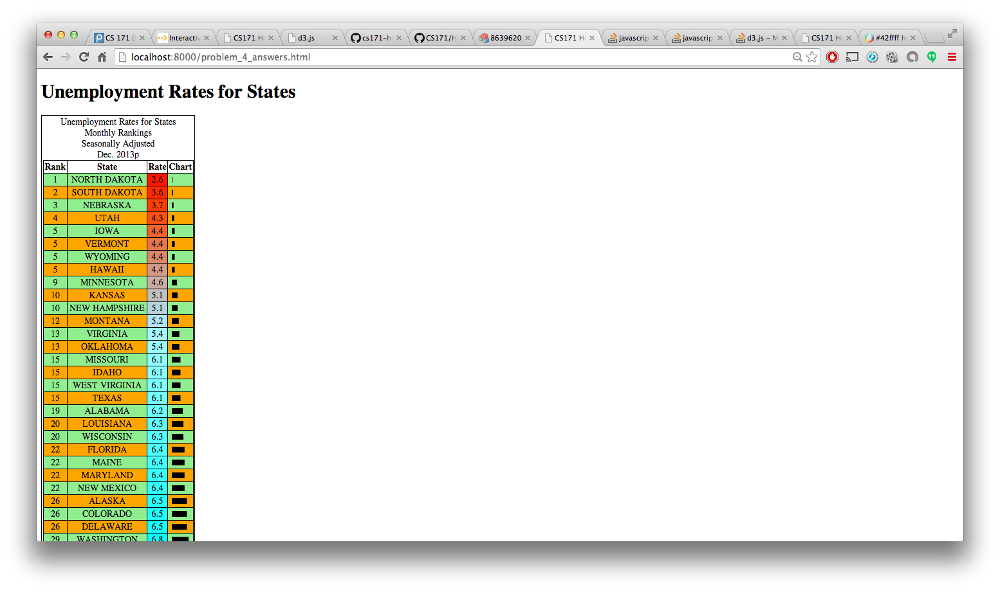 CS 171 (
Interactiv
CS171 H
d3.js
cs171-h
CS171/H
8639620
CS171 H
javascrip
javascrip
d3.js - M
CS171 H
#42ffff h
localhost:8000/problem_4_answers.html
Unemployment Rates for States
Unemployment Rates for States
Monthly Rankings
Seasonally Adjusted
Dec. 2013p
Rank State Rate Chart
1 NORTH DAKOTA 2.6
2 SOUTH DAKOTA 3.6
3 NEBRASKA 3.7
4 UTAH 4.3
5 IOWA 4.4
5 VERMONT 4.4
5 WYOMING 4.4
5 HAWAII 4.4
9 MINNESOTA 4.6
10 KANSAS 5.1
10 NEW HAMPSHIRE 5.1
12 MONTANA 5.2
13 VIRGINIA 5.4
13 OKLAHOMA 5.4
15 MISSOURI 6.1
15 IDAHO 6.1
15 WEST VIRGINIA 6.1
15 TEXAS 6.1
19 ALABAMA 6.2
20 LOUISIANA 6.3
20 WISCONSIN 6.3
22 FLORIDA 6.4
22 MAINE 6.4
22 MARYLAND 6.4
22 NEW MEXICO 6.4
26 ALASKA 6.5
26 COLORADO 6.5
26 DELAWARE 6.5
29 WASHINGTON 6.8